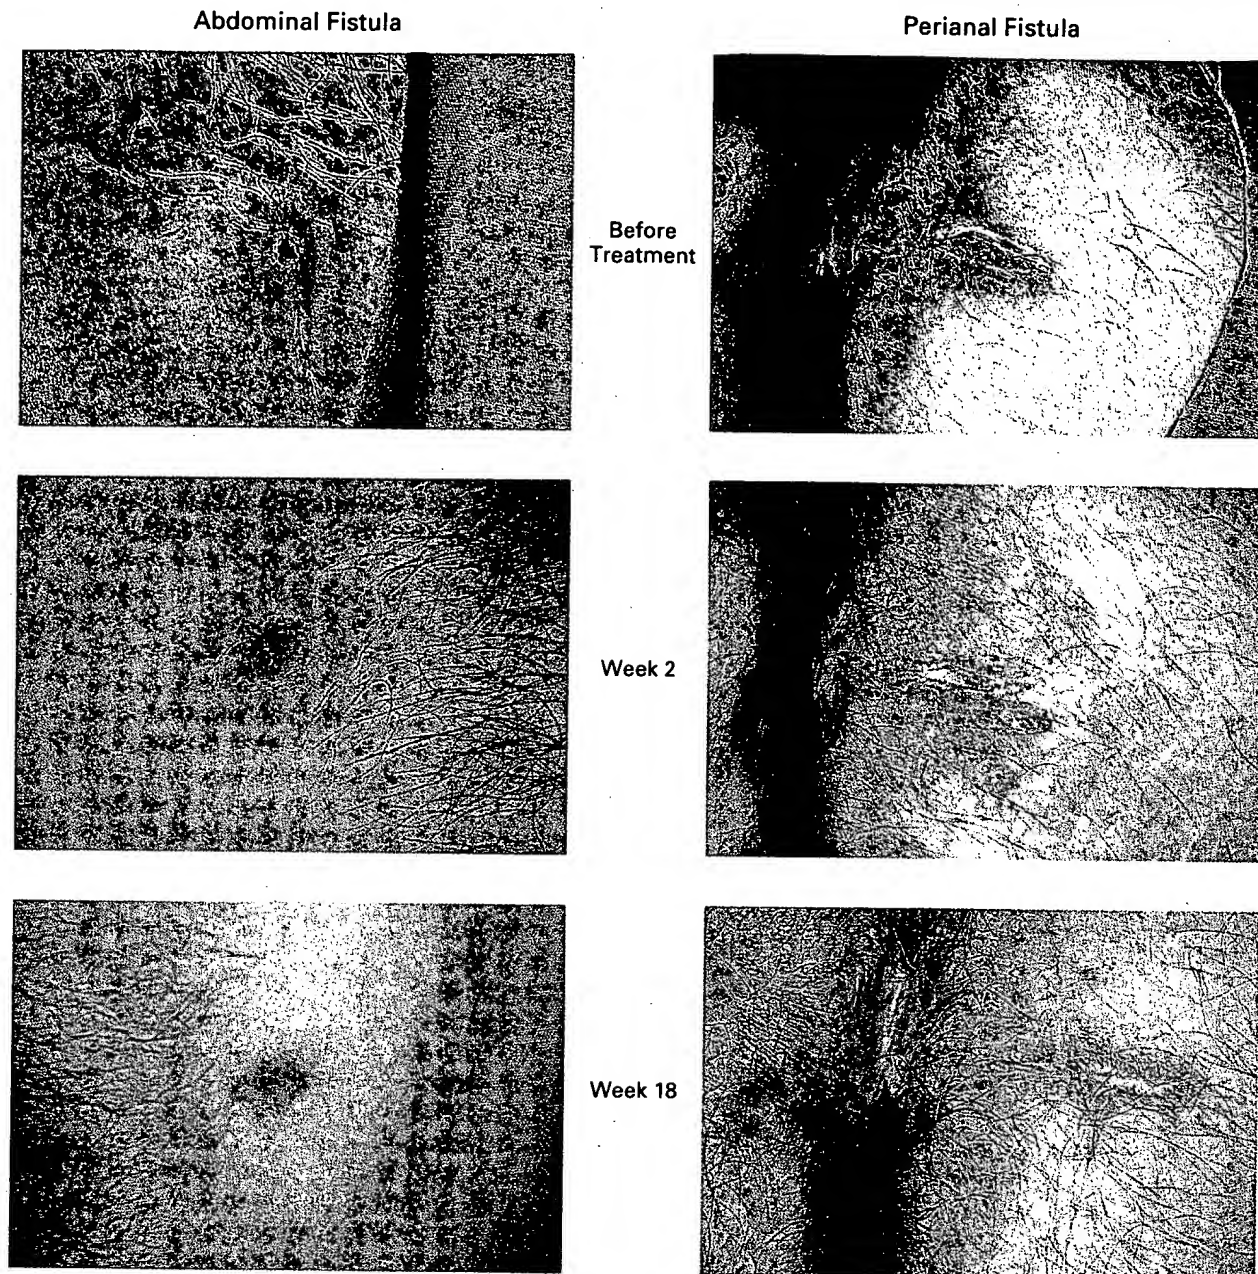 Abdominal Fistula
Perianal Fistula
Before
Treatment
Week 2
Week 18